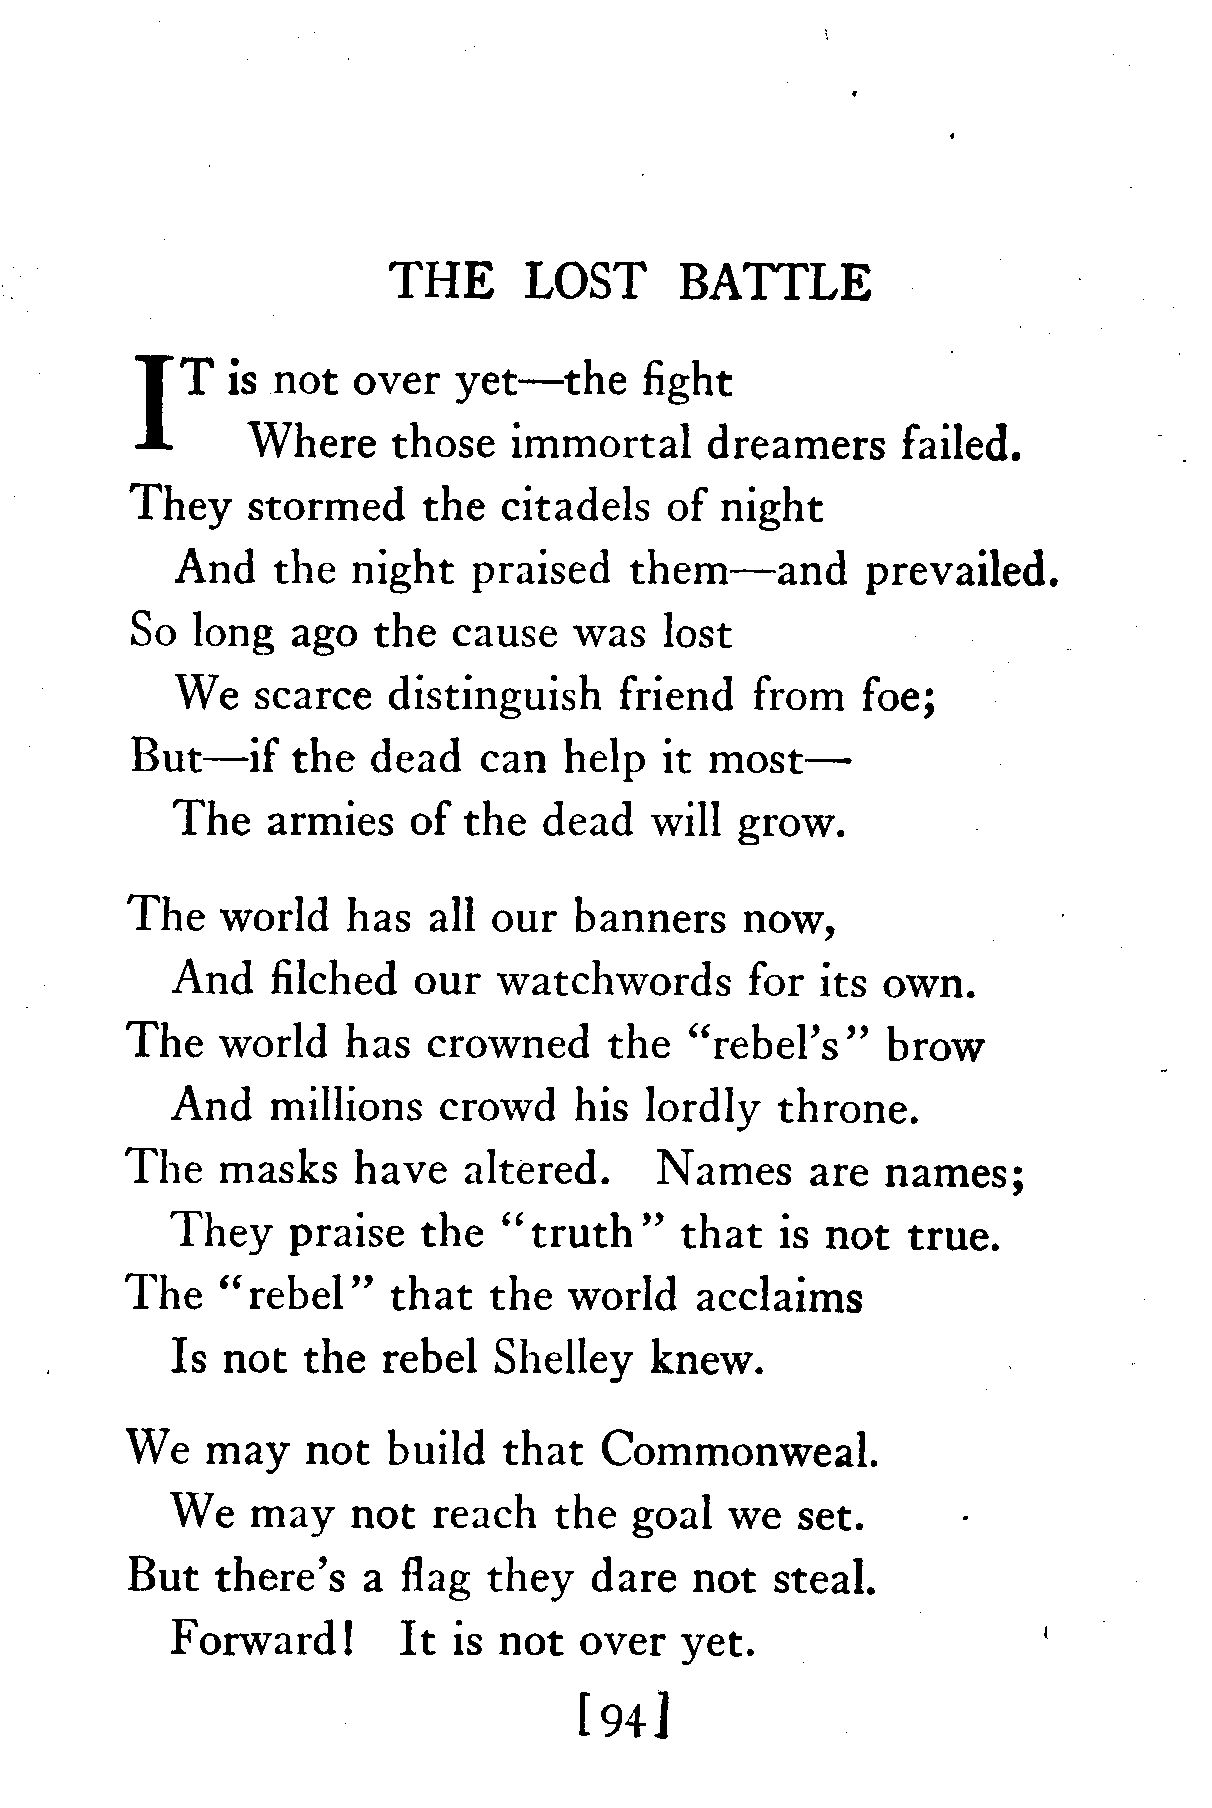 THE LOST BATTLE
IT is not over yet—the fight
Where those immortal dreamers failed.
They stormed the citadels of night
And the night praised them—and prevailed.
So long ago the cause was lost
We scarce distinguish friend from foe;
But—if the dead can help it most—
The armies of the dead will grow.
The world has all our banners now,
And filched our watchwords for its own.
The world has crowned the "rebel's" brow
And millions crowd his lordly throne.
The masks have altered. Names are names;
They praise the "truth" that is not true.
The "rebel" that the world acclaims
Is not the rebel Shelley knew.
We may not build that Commonweal.
We may not reach the goal we set.
But there's a flag they dare not steal.
Forward! It is not over yet.
[94]